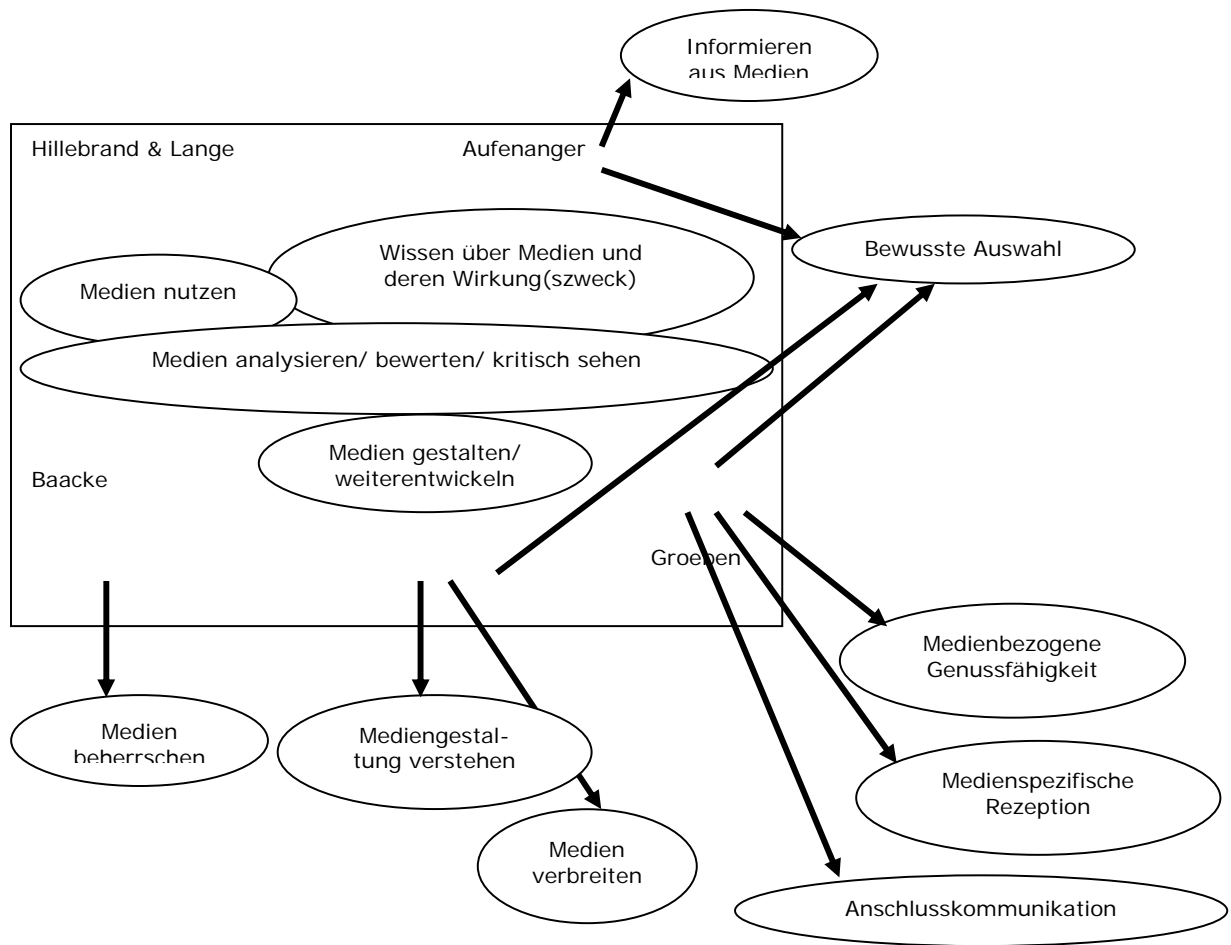 Informieren
aus Medien
Hillebrand & Lange
Aufenanger
Wissen über Medien und
deren Wirkung(szweck)
Bewusste Auswahl
Medien nutzen
Medien analysieren/ bewerten/ kritisch sehen
Medien gestalten/
weiterentwickeln
Baacke
Groeben
Medienbezogene
Genussfähigkeit
Medien
beherrschen
Mediengestal-
tung verstehen
Medienspezifische
Rezeption
Medien
verbreiten
Anschlusskommunikation